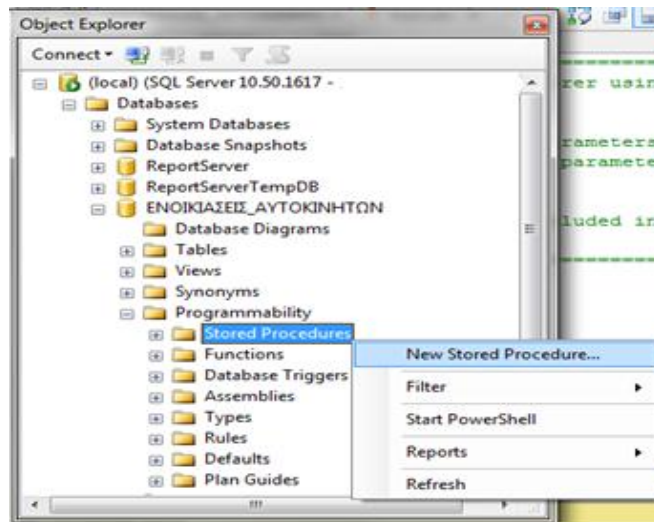 Object Explorer
Connect
(local) (SQL Server 10.50.1617 -
Databases
System Databases
Database Snapshots
ReportServer
ReportServerTempDB
ΕΝΟΙΚΙΑΣΕΙΣ_ΑΥΤΟΚΙΝΗΤΩΝ
Database Diagrams
Tables
Views
Synonyms
Programmability
Stored Procedures
Functions
Database Triggers
Assemblies
Types
Rules
Defaults
Plan Guides
New Stored Procedure...
Filter
Start PowerShell
Reports
Refresh
rer usin
rameters
paramete
luded in